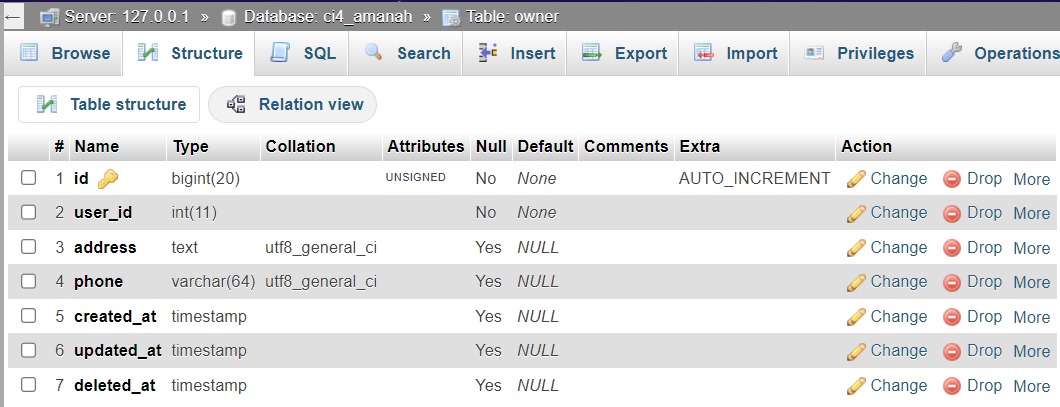 Server: 127.0.0.1 » Database: ci4_amanah » Table: owner
Browse Structure SQL Search Insert Export Import Privileges Operations
Table structure Relation view
# Name Type Collation Attributes Null Default Comments Extra Action
1 id bigint(20) UNSIGNED No None AUTO_INCREMENT Change Drop More
2 user_id int(11) No None Change Drop More
3 address text utf8_general_ci Yes NULL Change Drop More
4 phone varchar(64) utf8_general_ci Yes NULL Change Drop More
5 created_at timestamp Yes NULL Change Drop More
6 updated_at timestamp Yes NULL Change Drop More
7 deleted_at timestamp Yes NULL Change Drop More